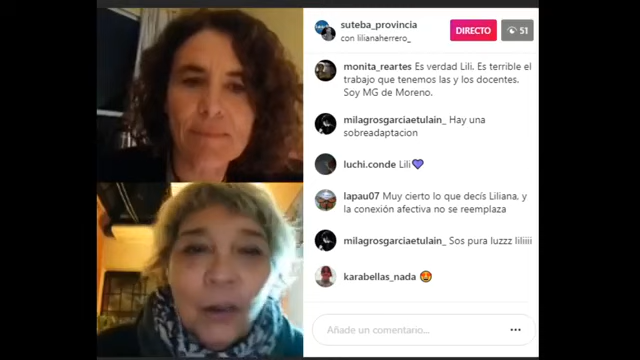 suteba_provincia
con lilianaherrero_
DIRECTO
51
monita_reartes Es verdad Lili. Es terrible el
trabajo que tenemos las y los docentes.
Soy MG de Moreno.
milagrosgarciaetulain_ Hay una
sobreadaptacion
luchi.conde Lili💜
lapau07 Muy cierto lo que decís Liliana, y
la conexión afectiva no se reemplaza
milagrosgarciaetulain_ Sos pura luzzz liliiii
karabellas_nada 😍
Añade un comentario...